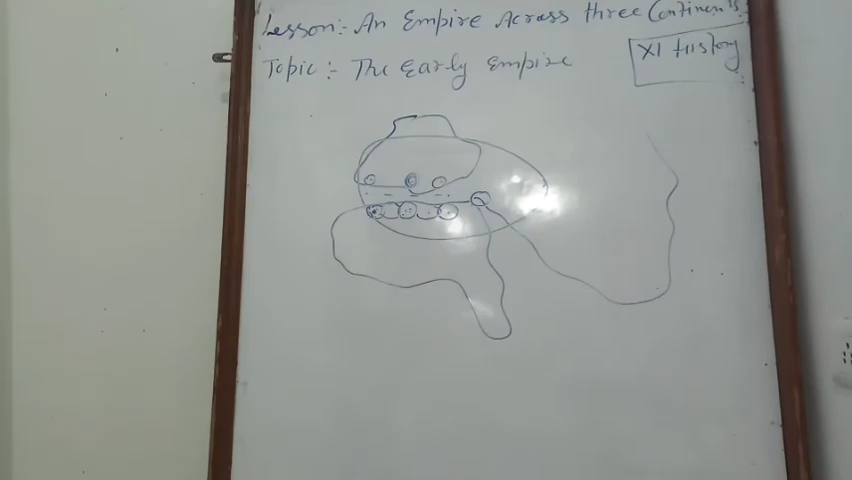 Lesson:- An Empire Across three Continents.
XI History
Topic :- The Early Empire